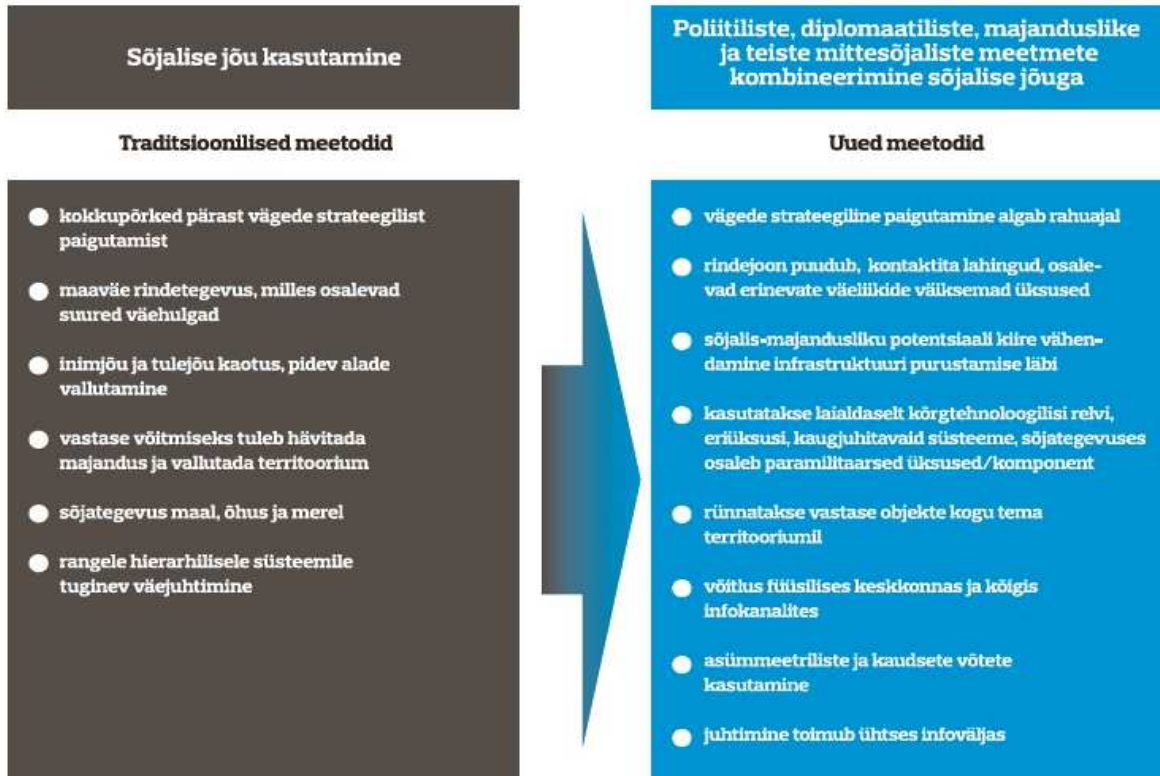 Sõjalise jõu kasutamine
Traditsioonilised meetodid
kokkupõrked pärast vägede strateegilist
paigutamist
maaväe rindetegevus, milles osalevad
suured väehulgad
inimjõu ja tulejõu kaotus, pidev alade
vallutamine
vastase võitmiseks tuleb hävitada
majandus ja vallutada territoorium
sõjategevus maal, õhus ja merel
rangele hierarhilisele süsteemile
tuginev väejuhtimine
Poliitiliste, diplomaatiliste, majanduslike
ja teiste mittesõjaliste meetmete
kombineerimine sõjalise jõuga
Uued meetodid
vägede strateegiline paigutamine algab rahuajal
rindejoon puudub, kontaktita lahingud, osale-
vad erinevate väeliikide väiksemad üksused
sõjalis-majandusliku potentsiaali kiire vähen-
damine infrastruktuuri purustamise läbi
kasutatakse laialdaselt kõrgtehnoloogilisi relvi,
eriüksusi, kaugjuhitavaid süsteeme, sõjategevuses
osaleb paramilitaarsed üksused/komponent
rünnatakse vastase objekte kogu tema
territooriumil
võitlus füüsilises keskkonnas ja kõigis
infokanalites
asümmeetriliste ja kaudsete võtete
kasutamine
juhtimine toimub ühtses infoväljas